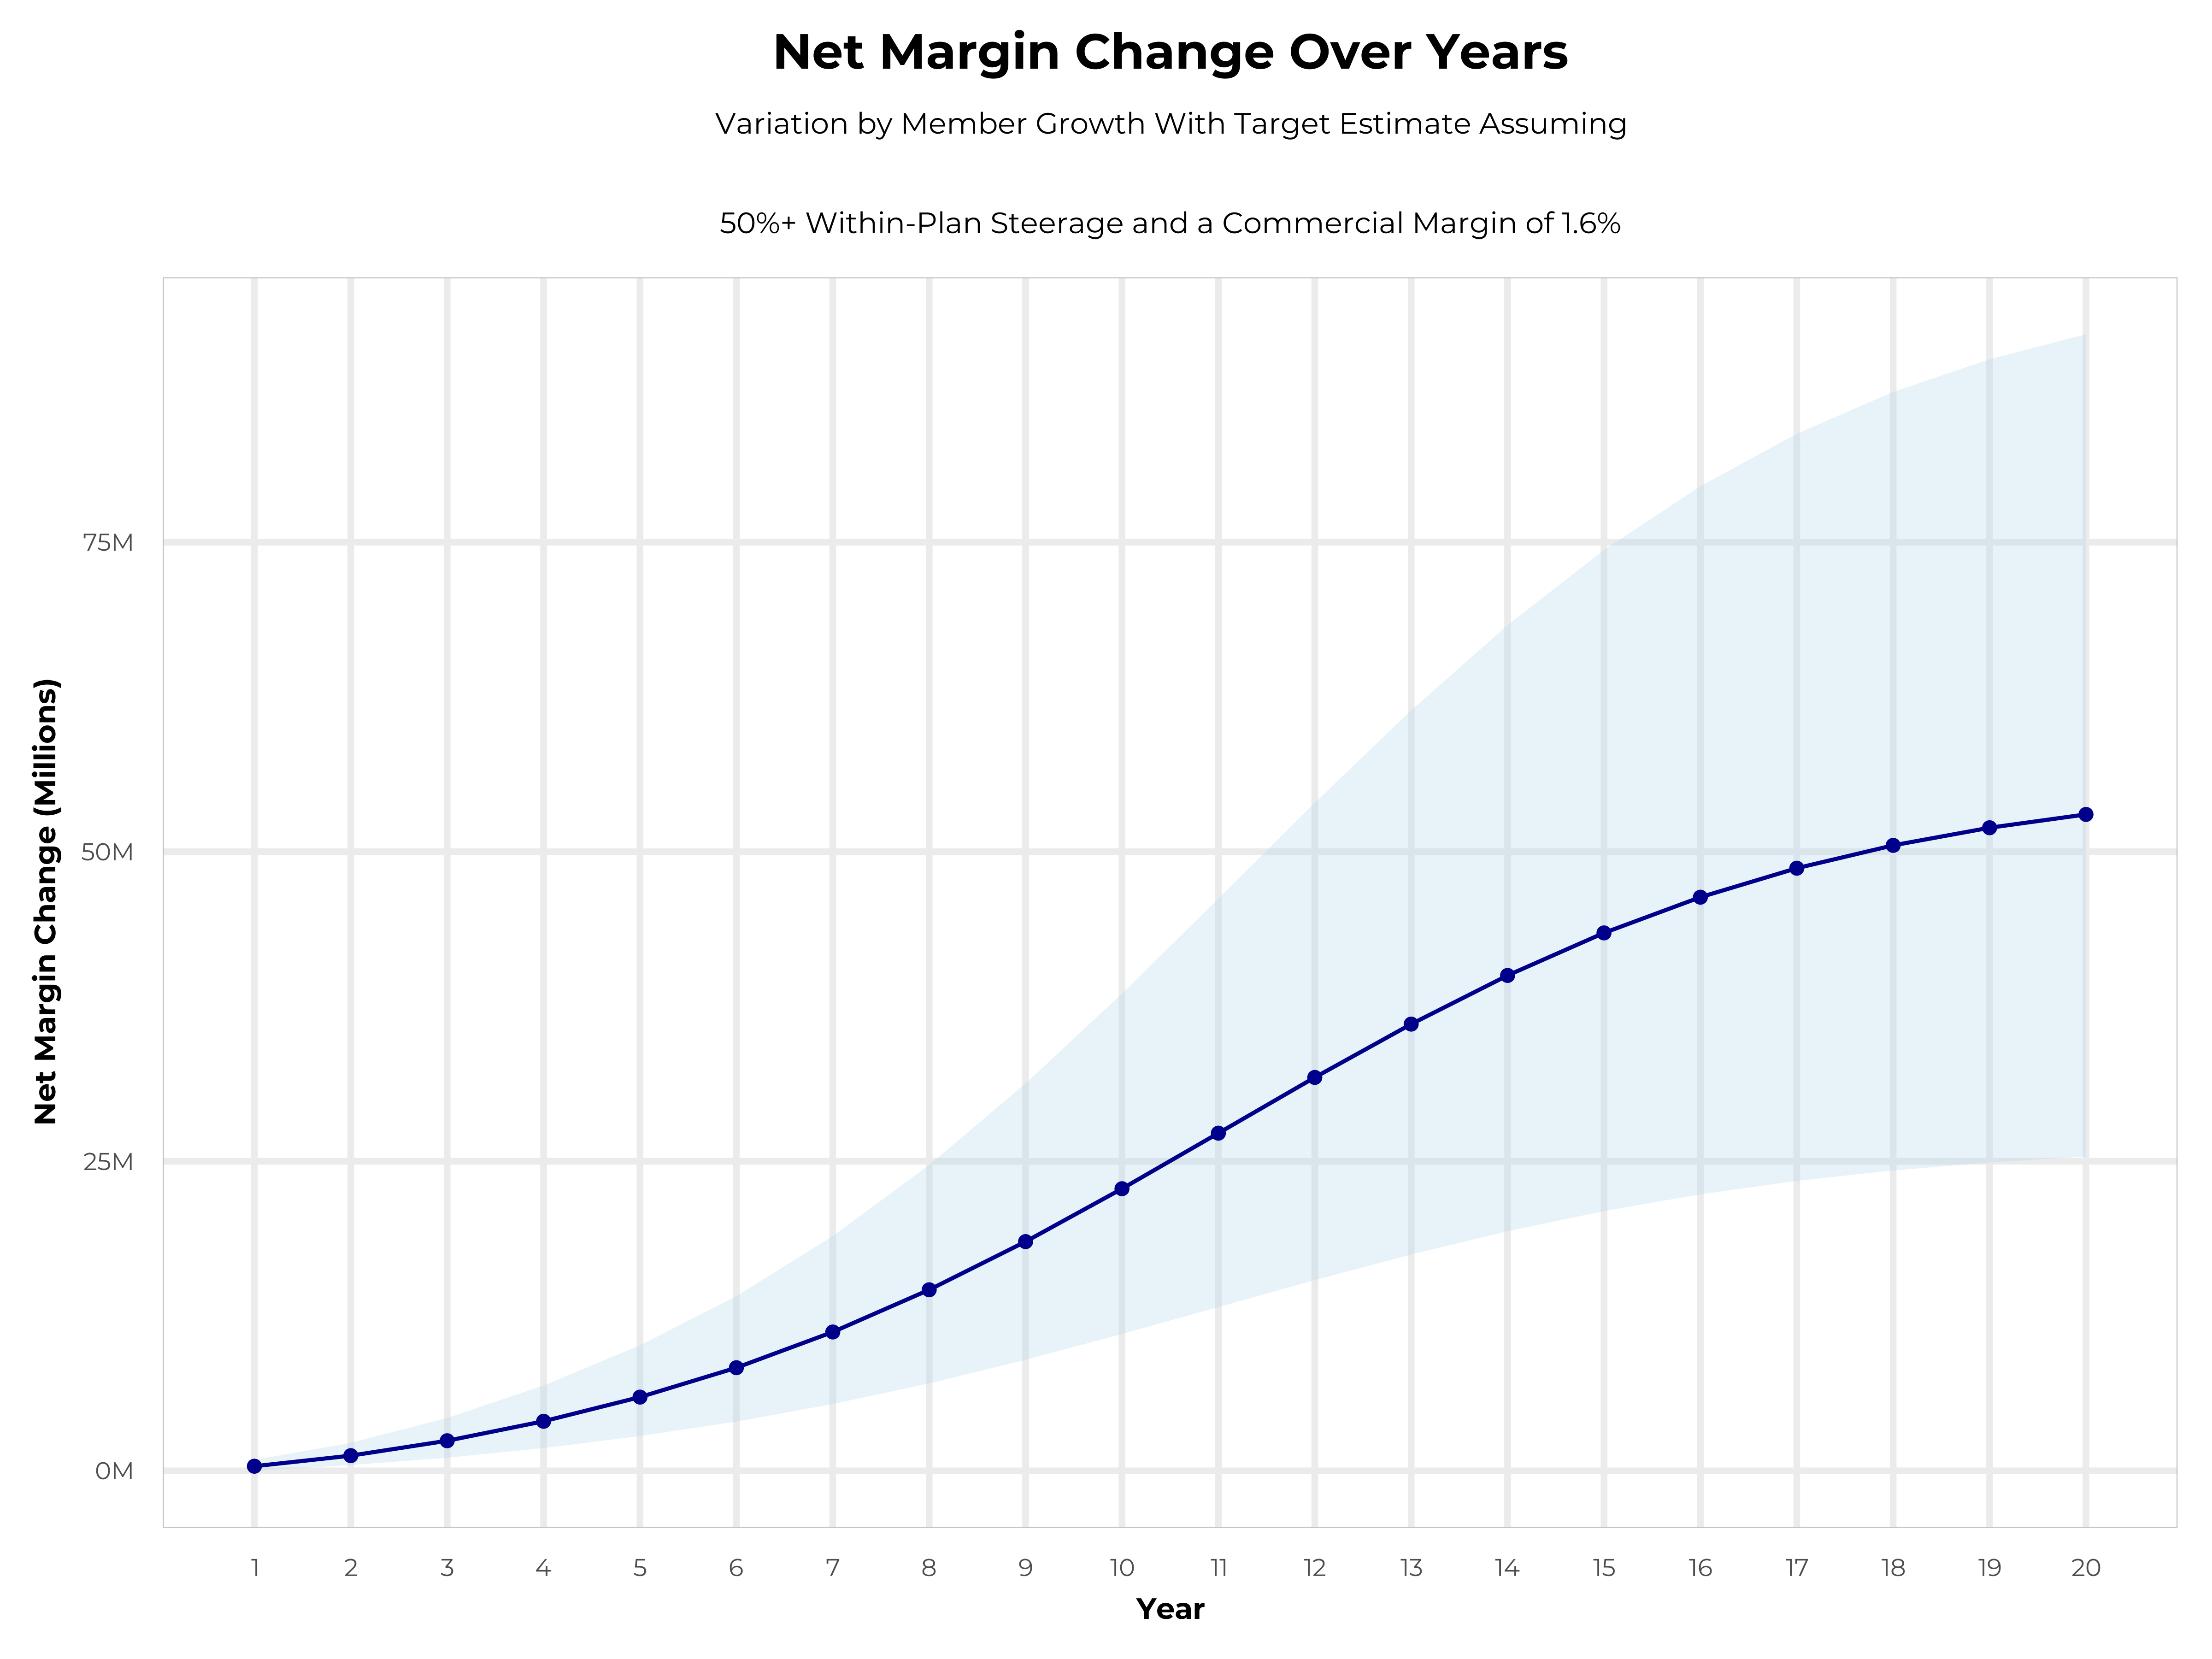 Net Margin Change Over Years
Variation by Member Growth With Target Estimate Assuming
50%+ Within-Plan Steerage and a Commercial Margin of 1.6%
Net Margin Change (Millions)
75M
50M
25M
0M
1 2 3 4 5 6 7 8 9 10 11 12 13 14 15 16 17 18 19 20
Year